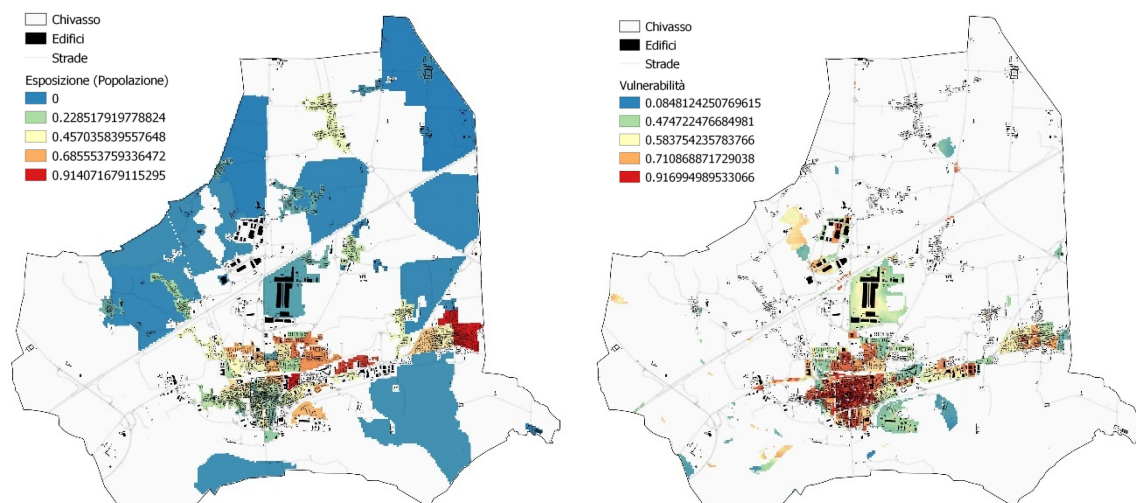 Chivasso
Edifici
Strade
Esposizione (Popolazione)
0
0.228517919778824
0.457035839557648
0.685553759336472
0.914071679115295
Chivasso
Edifici
Strade
Vulnerabilità
0.0848124250769615
0.474722476684981
0.583754235783766
0.710868871729038
0.916994989533066